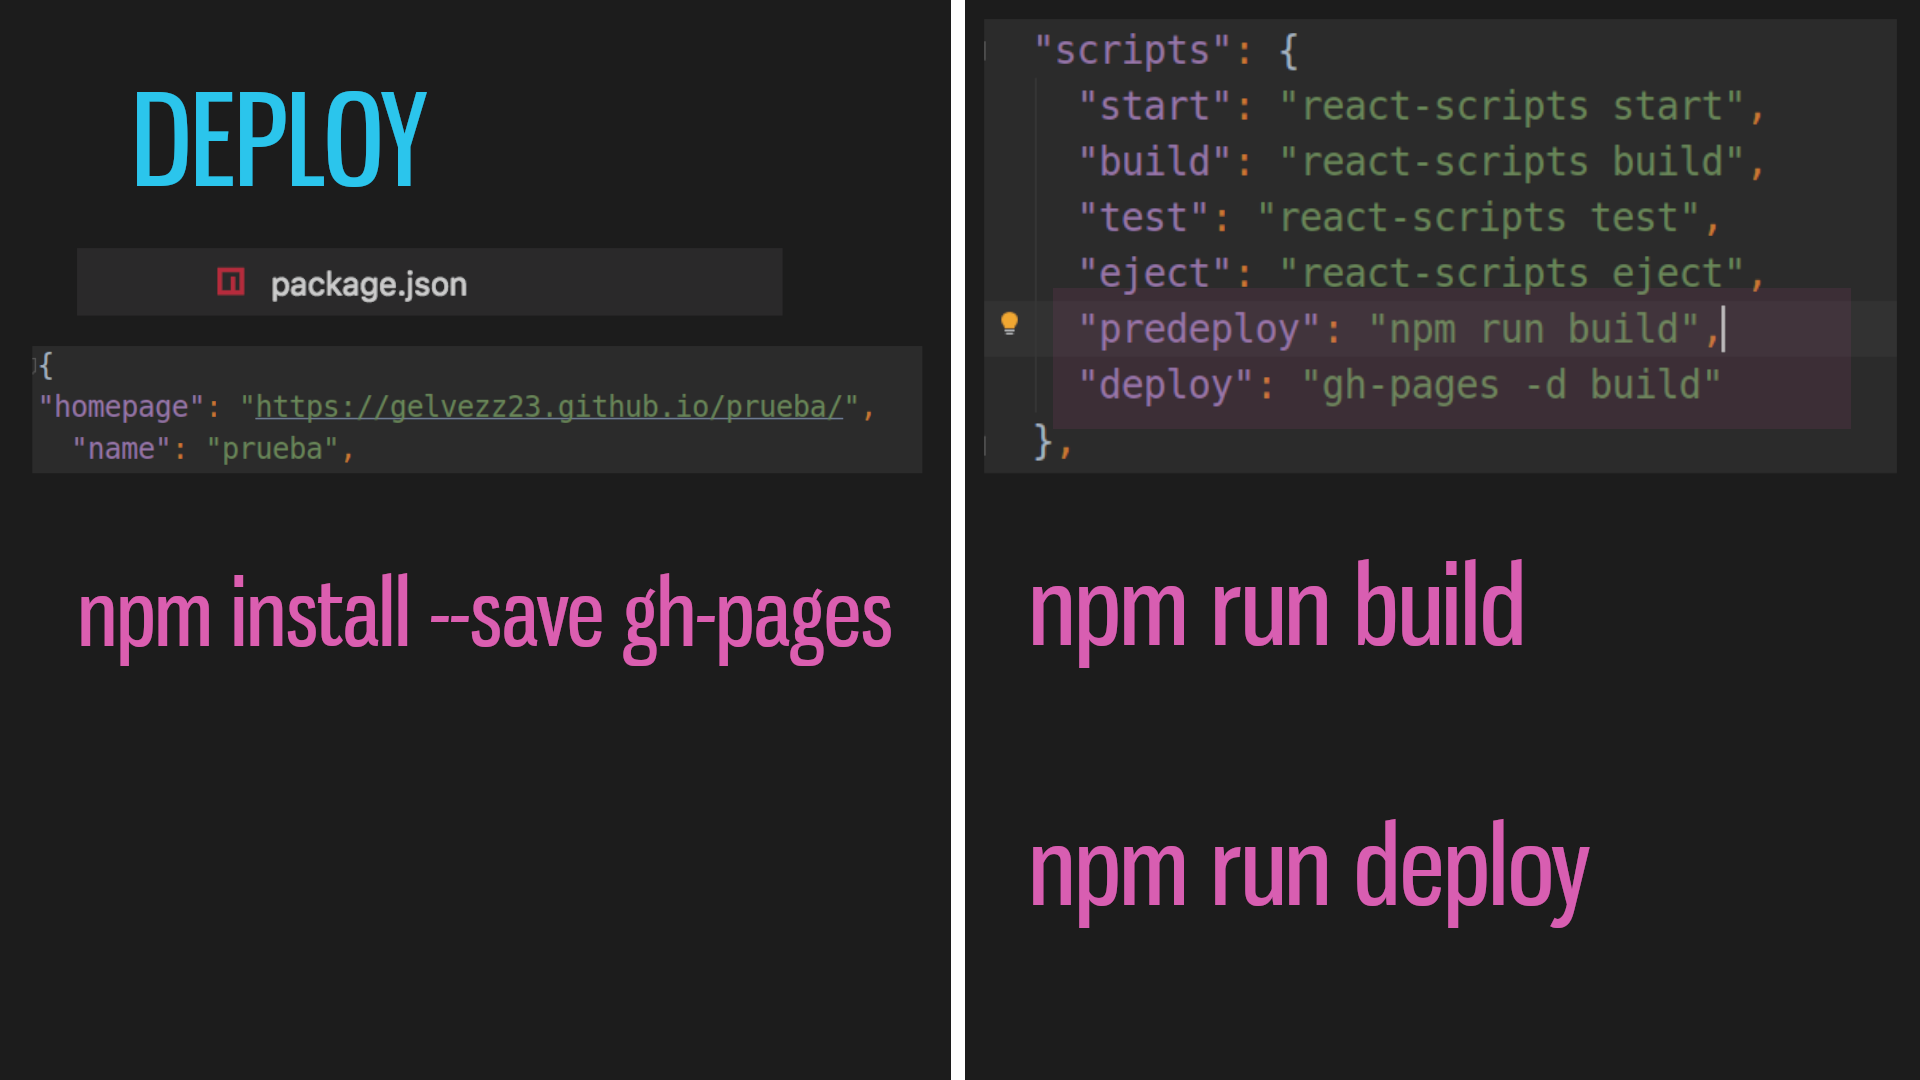 DEPLOY
package.json
{
"homepage": "https://gelvezz23.github.io/prueba/",
"name": "prueba",
npm install --save gh-pages
"scripts": {
"start": "react-scripts start",
"build": "react-scripts build",
"test": "react-scripts test",
"eject": "react-scripts eject",
"predeploy": "npm run build",
"deploy": "gh-pages -d build"
},
npm run build
npm run deploy